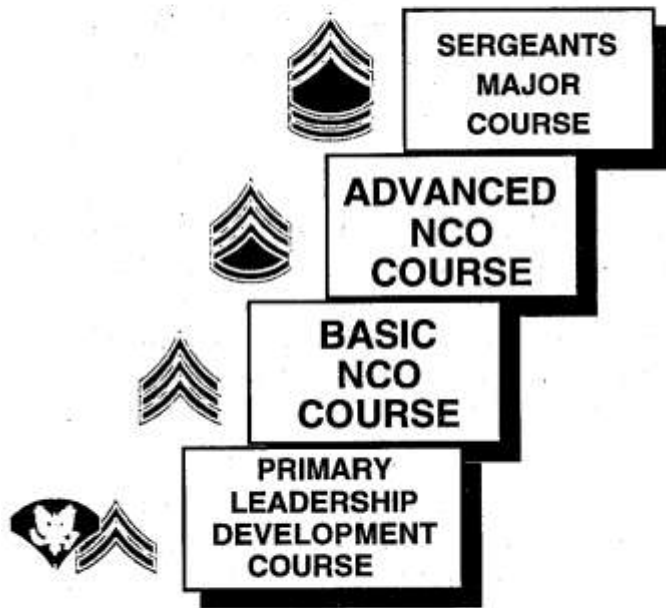 SERGEANTS
MAJOR
COURSE
ADVANCED
NCO
COURSE
BASIC
NCO
COURSE
PRIMARY
LEADERSHIP
DEVELOPMENT
COURSE